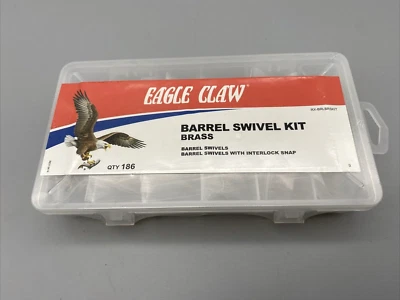 EAGLE CLAW
BARREL SWIVEL KIT
BRASS
BARREL SWIVELS
BARREL SWIVELS WITH INTERLOCK SNAP
QTY 186